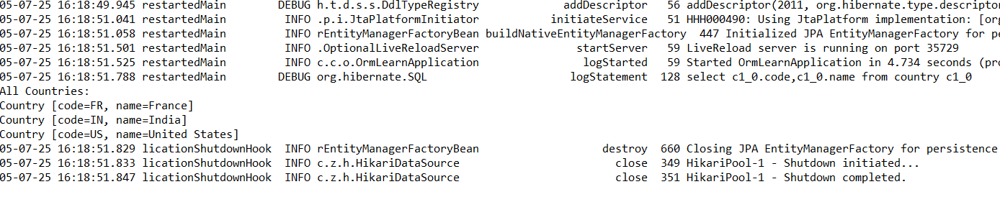 05-07-25 16:18:49.945 restartedMain DEBUG h.t.d.s.s.DdlTypeRegistry addDescriptor 56 addDescriptor(2011, org.hibernate.type.descripto
05-07-25 16:18:51.041 restartedMain INFO .p.i.JtaPlatformInitiator initiateService 51 HHH000490: Using JtaPlatform implementation: [org
05-07-25 16:18:51.058 restartedMain INFO rEntityManagerFactoryBean buildNativeEntityManagerFactory 447 Initialized JPA EntityManagerFactory for pe
05-07-25 16:18:51.501 restartedMain INFO .OptionalLiveReloadServer startServer 59 LiveReload server is running on port 35729
05-07-25 16:18:51.525 restartedMain INFO c.c.o.OrmLearnApplication logStarted 59 Started OrmLearnApplication in 4.734 seconds (pro
05-07-25 16:18:51.788 restartedMain DEBUG org.hibernate.SQL logStatement 128 select c1_0.code,c1_0.name from country c1_0
All Countries:
Country [code=FR, name=France]
Country [code=IN, name=India]
Country [code=US, name=United States]
05-07-25 16:18:51.829 licationShutdownHook INFO rEntityManagerFactoryBean destroy 660 Closing JPA EntityManagerFactory for persistence
05-07-25 16:18:51.833 licationShutdownHook INFO c.z.h.HikariDataSource close 349 HikariPool-1 - Shutdown initiated...
05-07-25 16:18:51.847 licationShutdownHook INFO c.z.h.HikariDataSource close 351 HikariPool-1 - Shutdown completed.